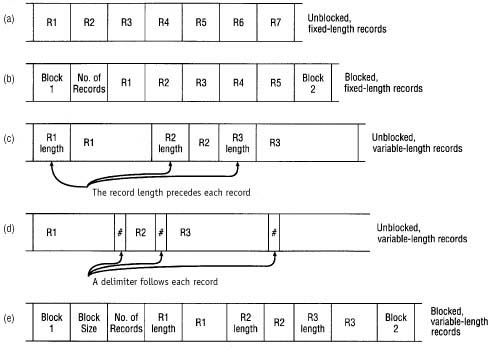 (a) R1 R2 R3 R4 R5 R6 R7 Unblocked,
fixed-length records
(b) Block 1 No. of Records R1 R2 R3 R4 R5 Block 2 Blocked,
fixed-length records
(c) R1 length R1 R2 length R2 R3 length R3 Unblocked,
variable-length records
The record length precedes each record
(d) R1 # R2 # R3 # Unblocked,
variable-length records
A delimiter follows each record
(e) Block 1 Block Size No. of Records R1 length R1 R2 length R2 R3 length R3 Block 2 Blocked,
variable-length
records